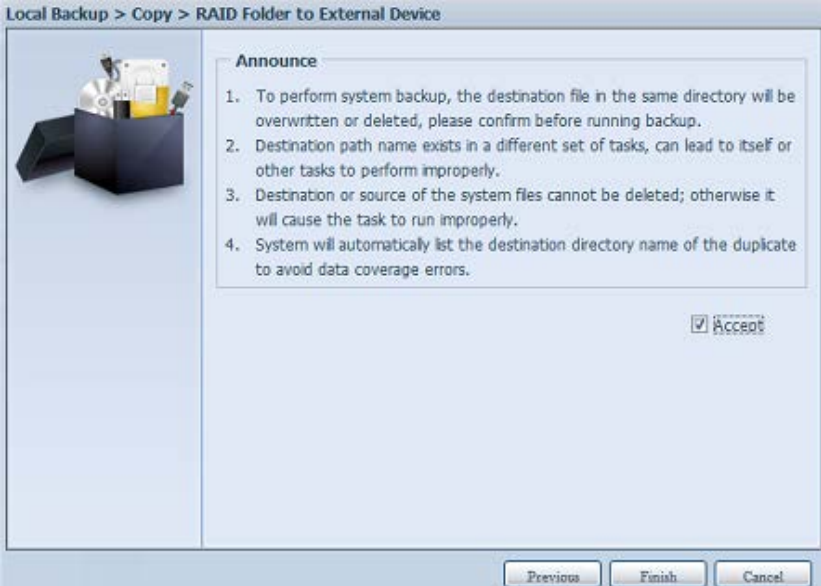 Local Backup > Copy > RAID Folder to External Device
Announce
1. To perform system backup, the destination file in the same directory will be
overwritten or deleted, please confirm before running backup.
2. Destination path name exists in a different set of tasks, can lead to itself or
other tasks to perform improperly.
3. Destination or source of the system files cannot be deleted; otherwise it
will cause the task to run improperly.
4. System will automatically list the destination directory name of the duplicate
to avoid data coverage errors.
Accept
Previous Finish Cancel